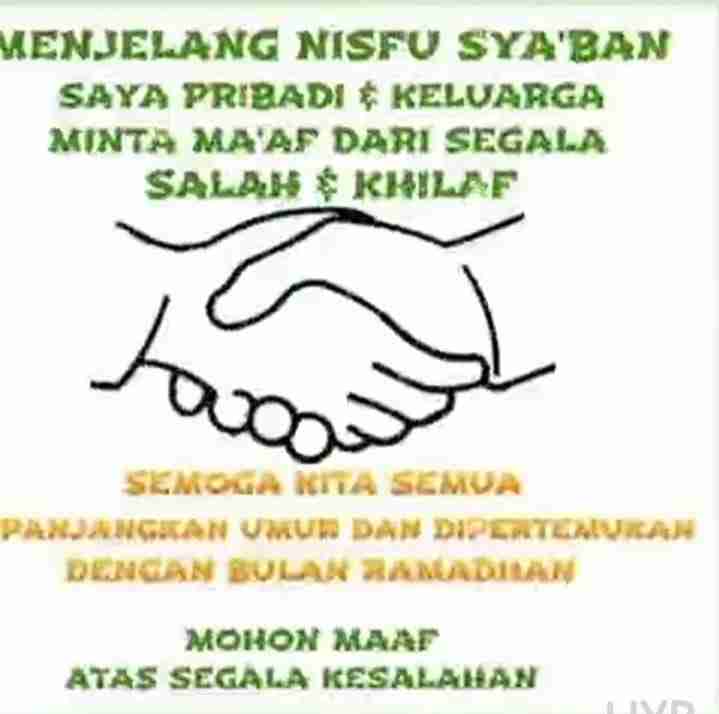 MENJELANG NISFU SYA'BAN
SAYA PRIBADI & KELUARGA
MINTA MA'AF DARI SEGALA
SALAH & KHILAF
SEMOGA KITA SEMUA
PANJANGKAN UMUR DAN DIPERTEMUKAN
DENGAN BULAN RAMADHAN
MOHON MAAF
ATAS SEGALA KESALAHAN